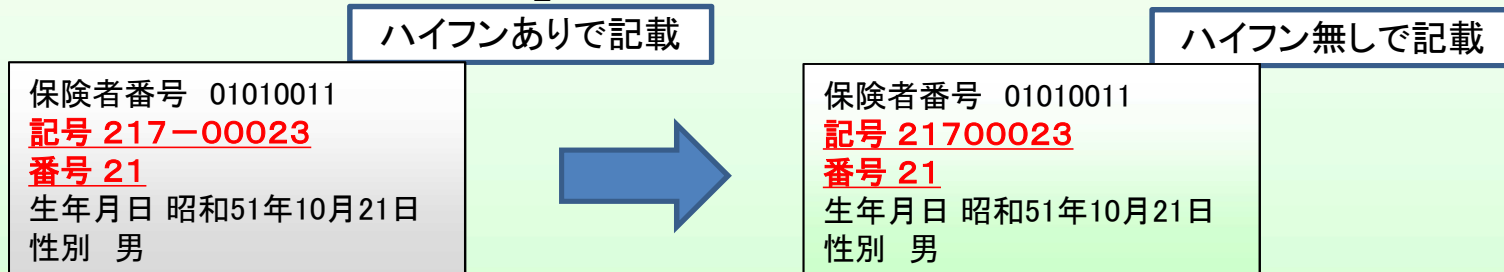 ハイフンありで記載
保険者番号 01010011
記号 217－00023
番号 21
生年月日 昭和51年10月21日
性別 男
ハイフン無しで記載
保険者番号 01010011
記号 21700023
番号 21
生年月日 昭和51年10月21日
性別 男